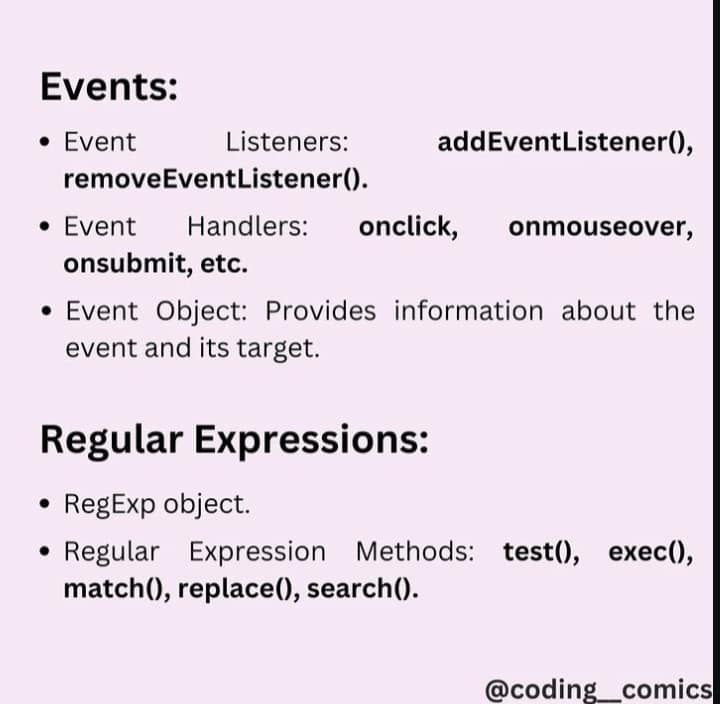 Events:
• Event Listeners: addEventListener(),
removeEventListener().
• Event Handlers: onclick, onmouseover,
onsubmit, etc.
• Event Object: Provides information about the
event and its target.
Regular Expressions:
• RegExp object.
• Regular Expression Methods: test(), exec(),
match(), replace(), search().
@coding__comics